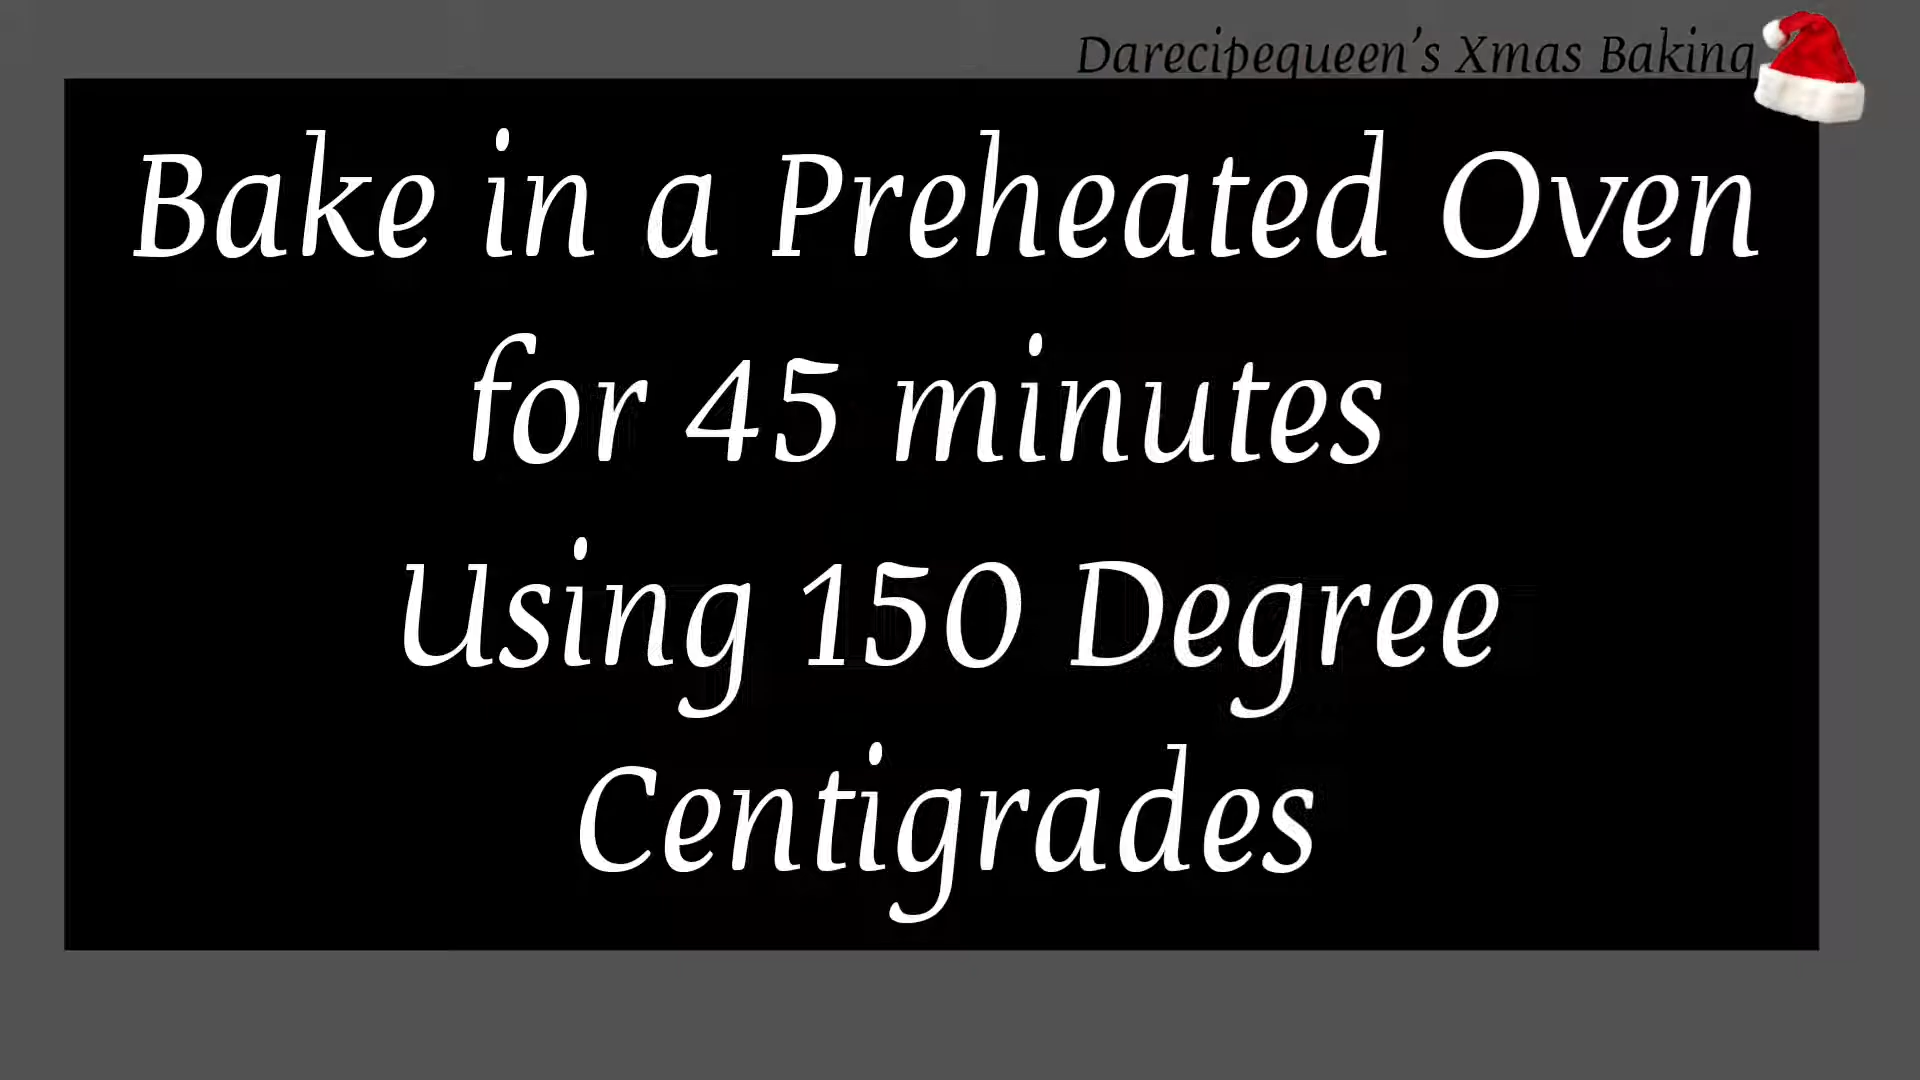 Darecipequeen's Xmas Baking
Bake in a Preheated Oven
for 45 minutes
Using 150 Degree
Centigrades